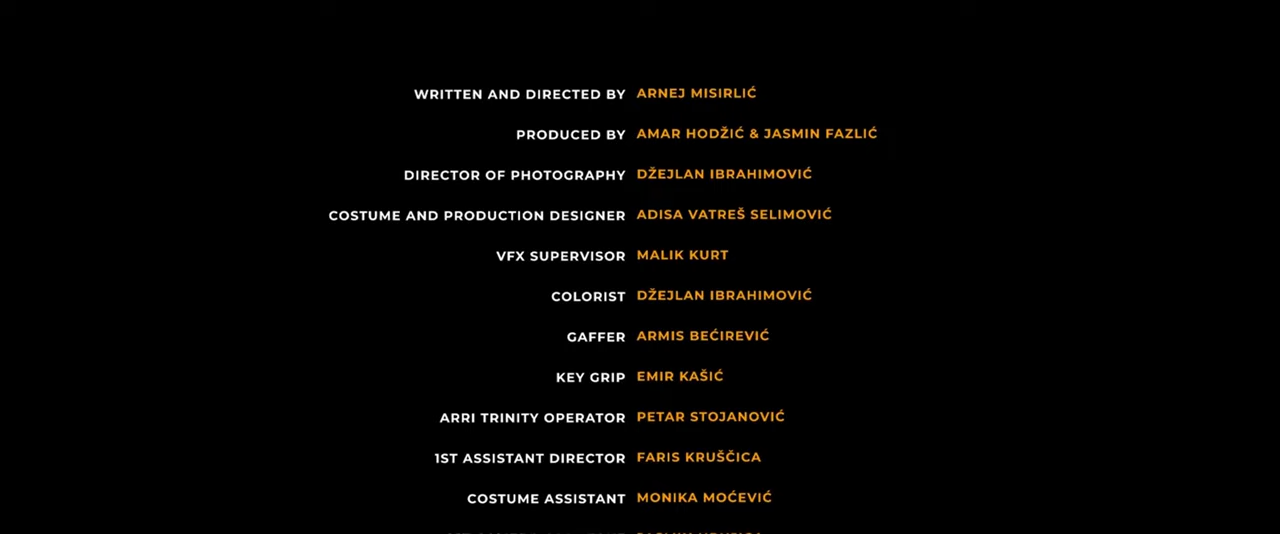 WRITTEN AND DIRECTED BY ARNEJ MISIRLIĆ
PRODUCED BY AMAR HODŽIĆ & JASMIN FAZLIĆ
DIRECTOR OF PHOTOGRAPHY DŽEJLAN IBRAHIMOVIĆ
COSTUME AND PRODUCTION DESIGNER ADISA VATREŠ SELIMOVIĆ
VFX SUPERVISOR MALIK KURT
COLORIST DŽEJLAN IBRAHIMOVIĆ
GAFFER ARMIS BEĆIREVIĆ
KEY GRIP EMIR KAŠIĆ
ARRI TRINITY OPERATOR PETAR STOJANOVIĆ
1ST ASSISTANT DIRECTOR FARIS KRUŠČICA
COSTUME ASSISTANT MONIKA MOĆEVIĆ